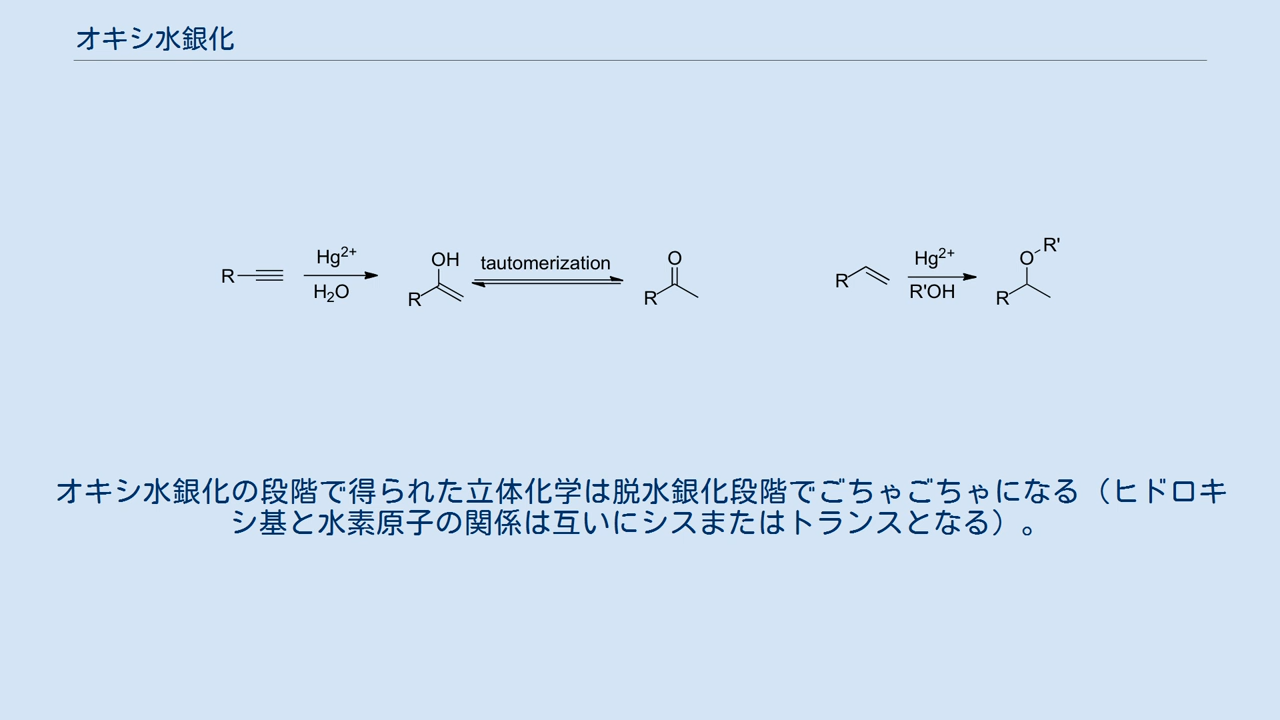 オキシ水銀化
R
Hg2+
H2O
OH
R
tautomerization
O
R
R
Hg2+
R'OH
O
R'
R
オキシ水銀化の段階で得られた立体化学は脱水銀化段階でごちゃごちゃになる（ヒドロキ
シ基と水素原子の関係は互いにシスまたはトランスとなる）。